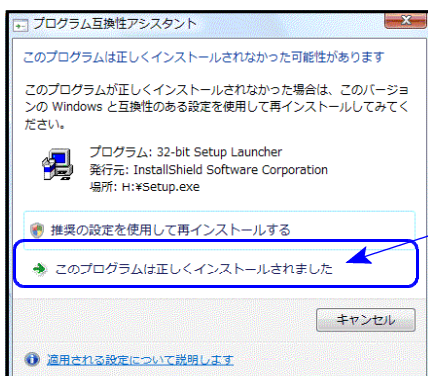 プログラム互換性アシスタント
このプログラムは正しくインストールされなかった可能性があります
このプログラムが正しくインストールされなかった場合は、このバージョ
ンの Windows と互換性のある設定を使用して再インストールしてみてく
ださい。
プログラム: 32-bit Setup Launcher
発行元: InstallShield Software Corporation
場所: H:¥Setup.exe
推奨の設定を使用して再インストールする
このプログラムは正しくインストールされました
キャンセル
適用される設定について説明します